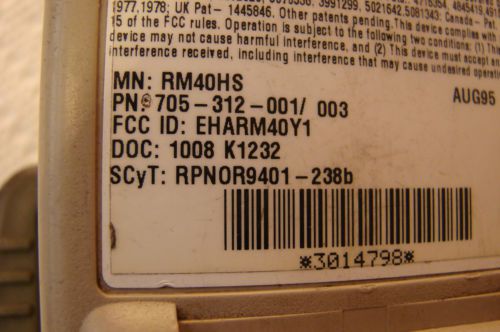 1977,1978; UK Pat- 1445846. Other patents pending. This device complies with
15 of the FCC rules. Operation is subject to the following two conditions: (1) This
device may not cause harmful interference, and (2) This device must accept
interference received, including interference that may cause undesired operation
MN: RM40HS
AUG95
PN: 705-312-001/ 003
FCC ID: EHARM40Y1
DOC: 1008 K1232
SCyT: RPNOR9401-238b
*3014798*